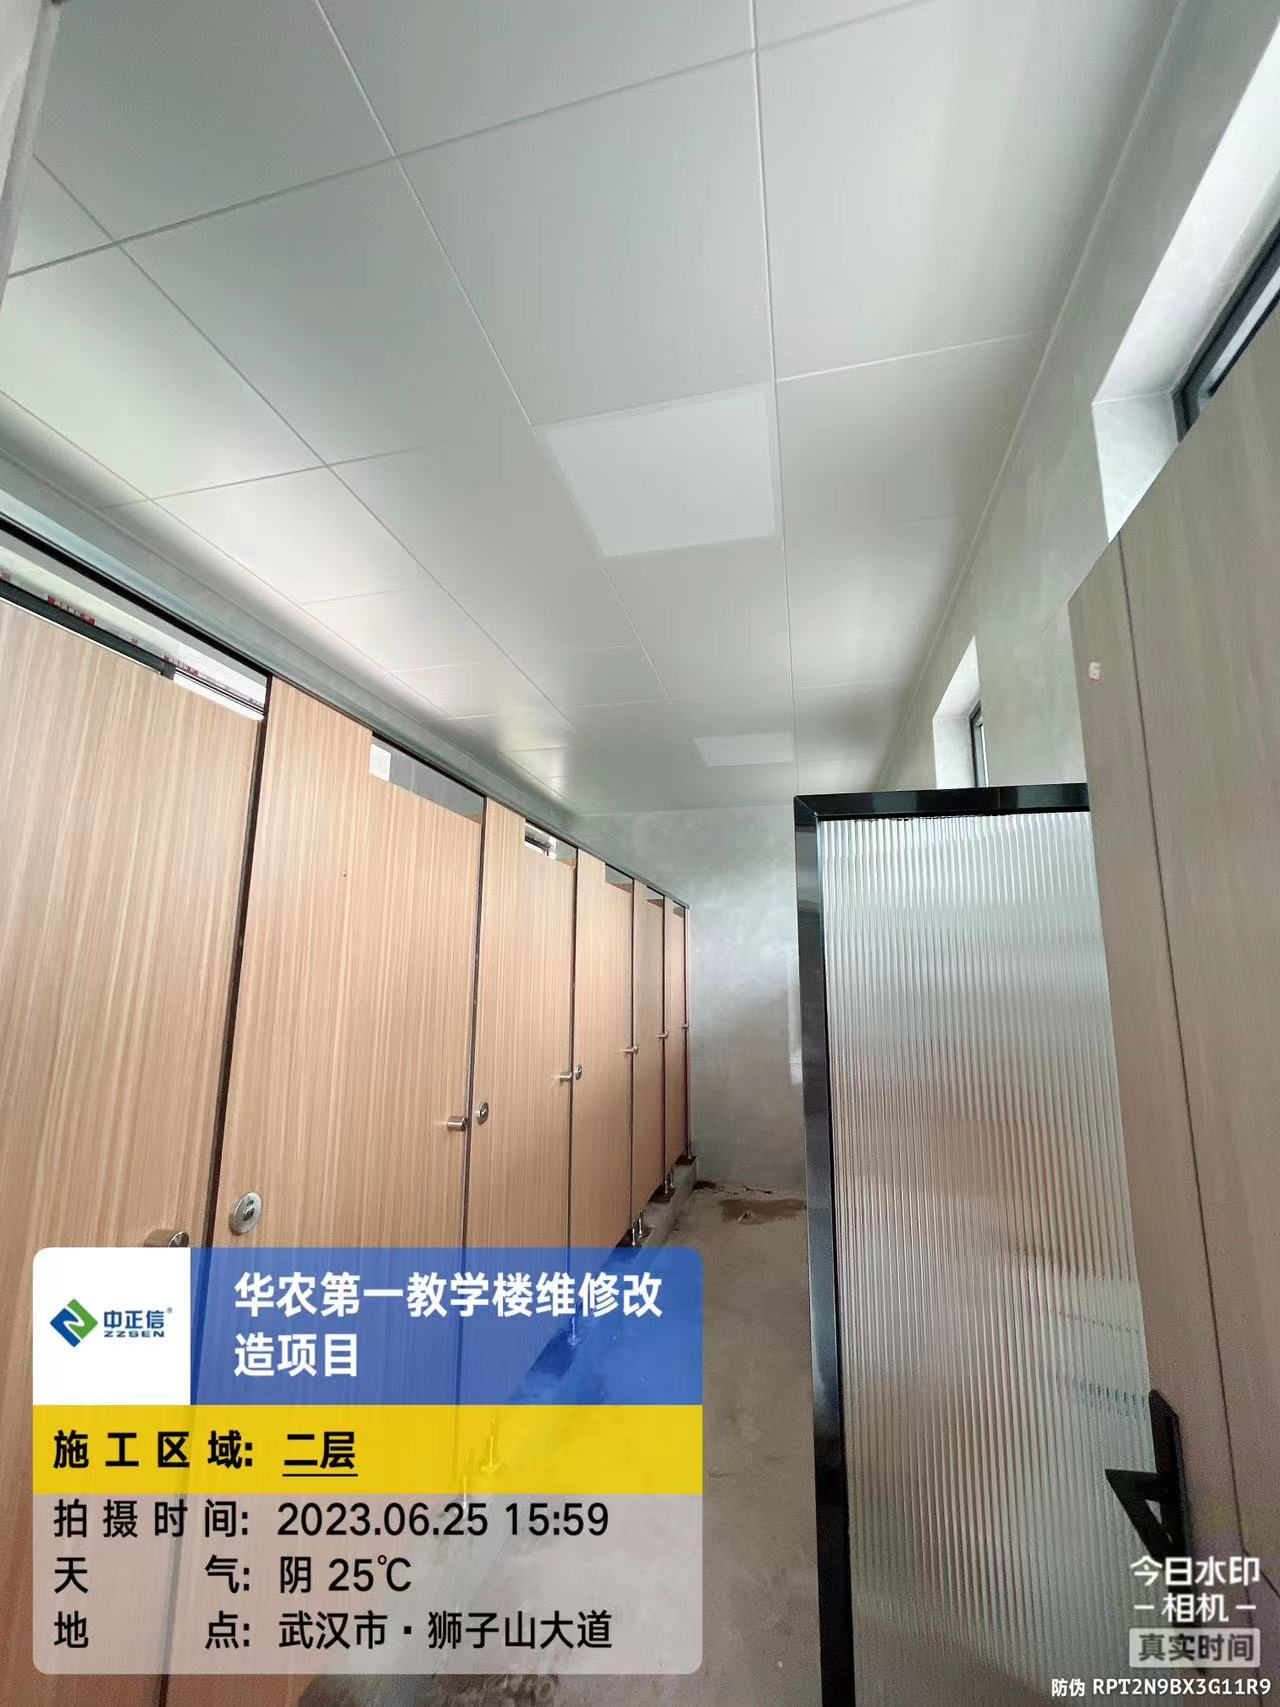 中正信®
ZZSEN
华农第一教学楼维修改
造项目
施工区域: 二层
拍摄时间: 2023.06.25 15:59
天气: 阴 25℃
地点: 武汉市·狮子山大道
今日水印
-相机-
真实时间
防伪 RPT2N9BX3G11R9